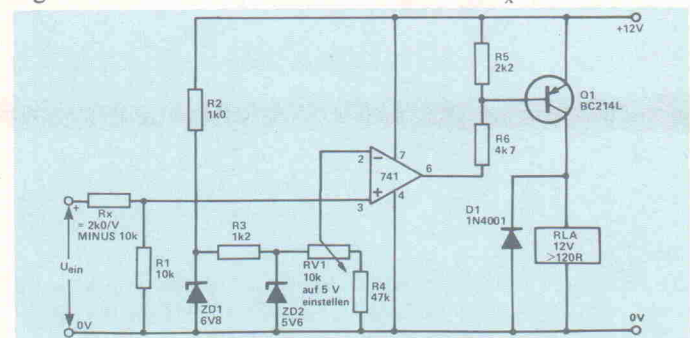 x
+12V
R5
2k2
Q1
BC214L
R2
1k0
R6
4k7
2
7
741
6
3
4
+
Rx
= 2k0/V
MINUS 10k
D1
1N4001
RLA
12V
>120R
R3
1k2
Uein
R1
10k
RV1
10k
auf 5 V
einstellen
R4
47k
ZD1
6V8
ZD2
5V6
0V
0V